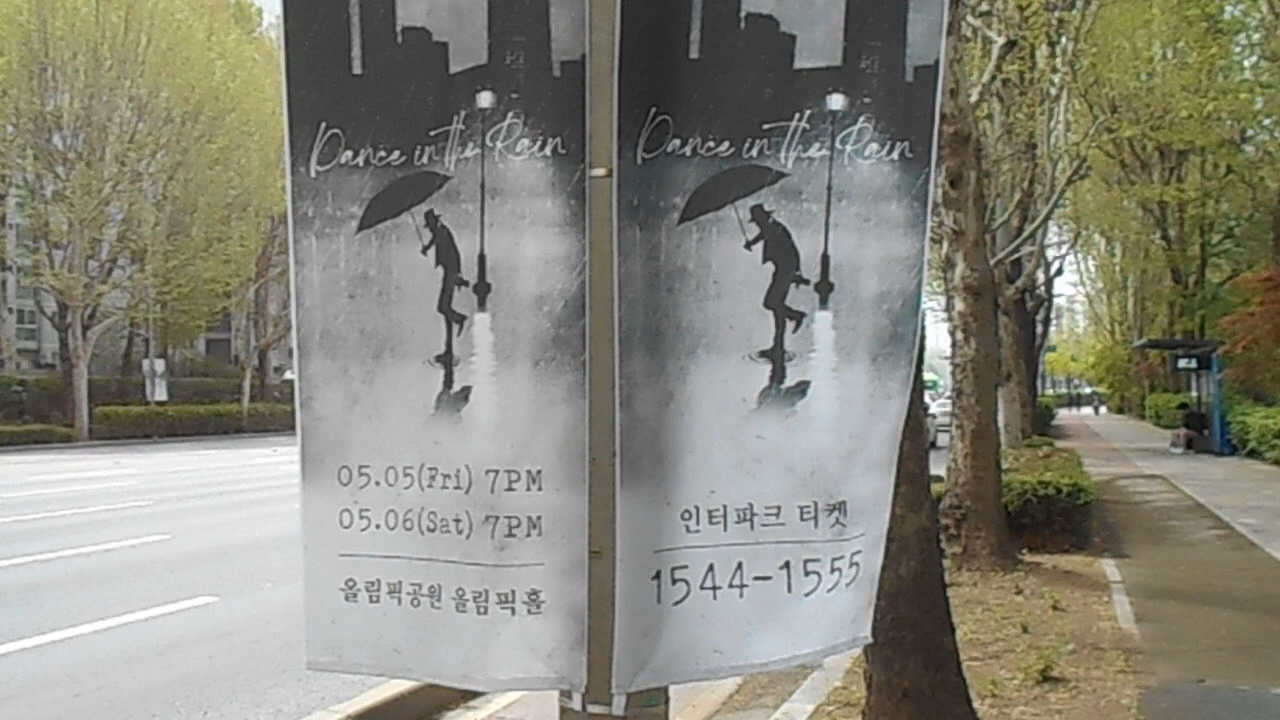 Dance in the Rain
05.05(Fri) 7PM
05.06(Sat) 7PM
올림픽공원 올림픽홀
Dance in the Rain
인터파크 티켓
1544-1555